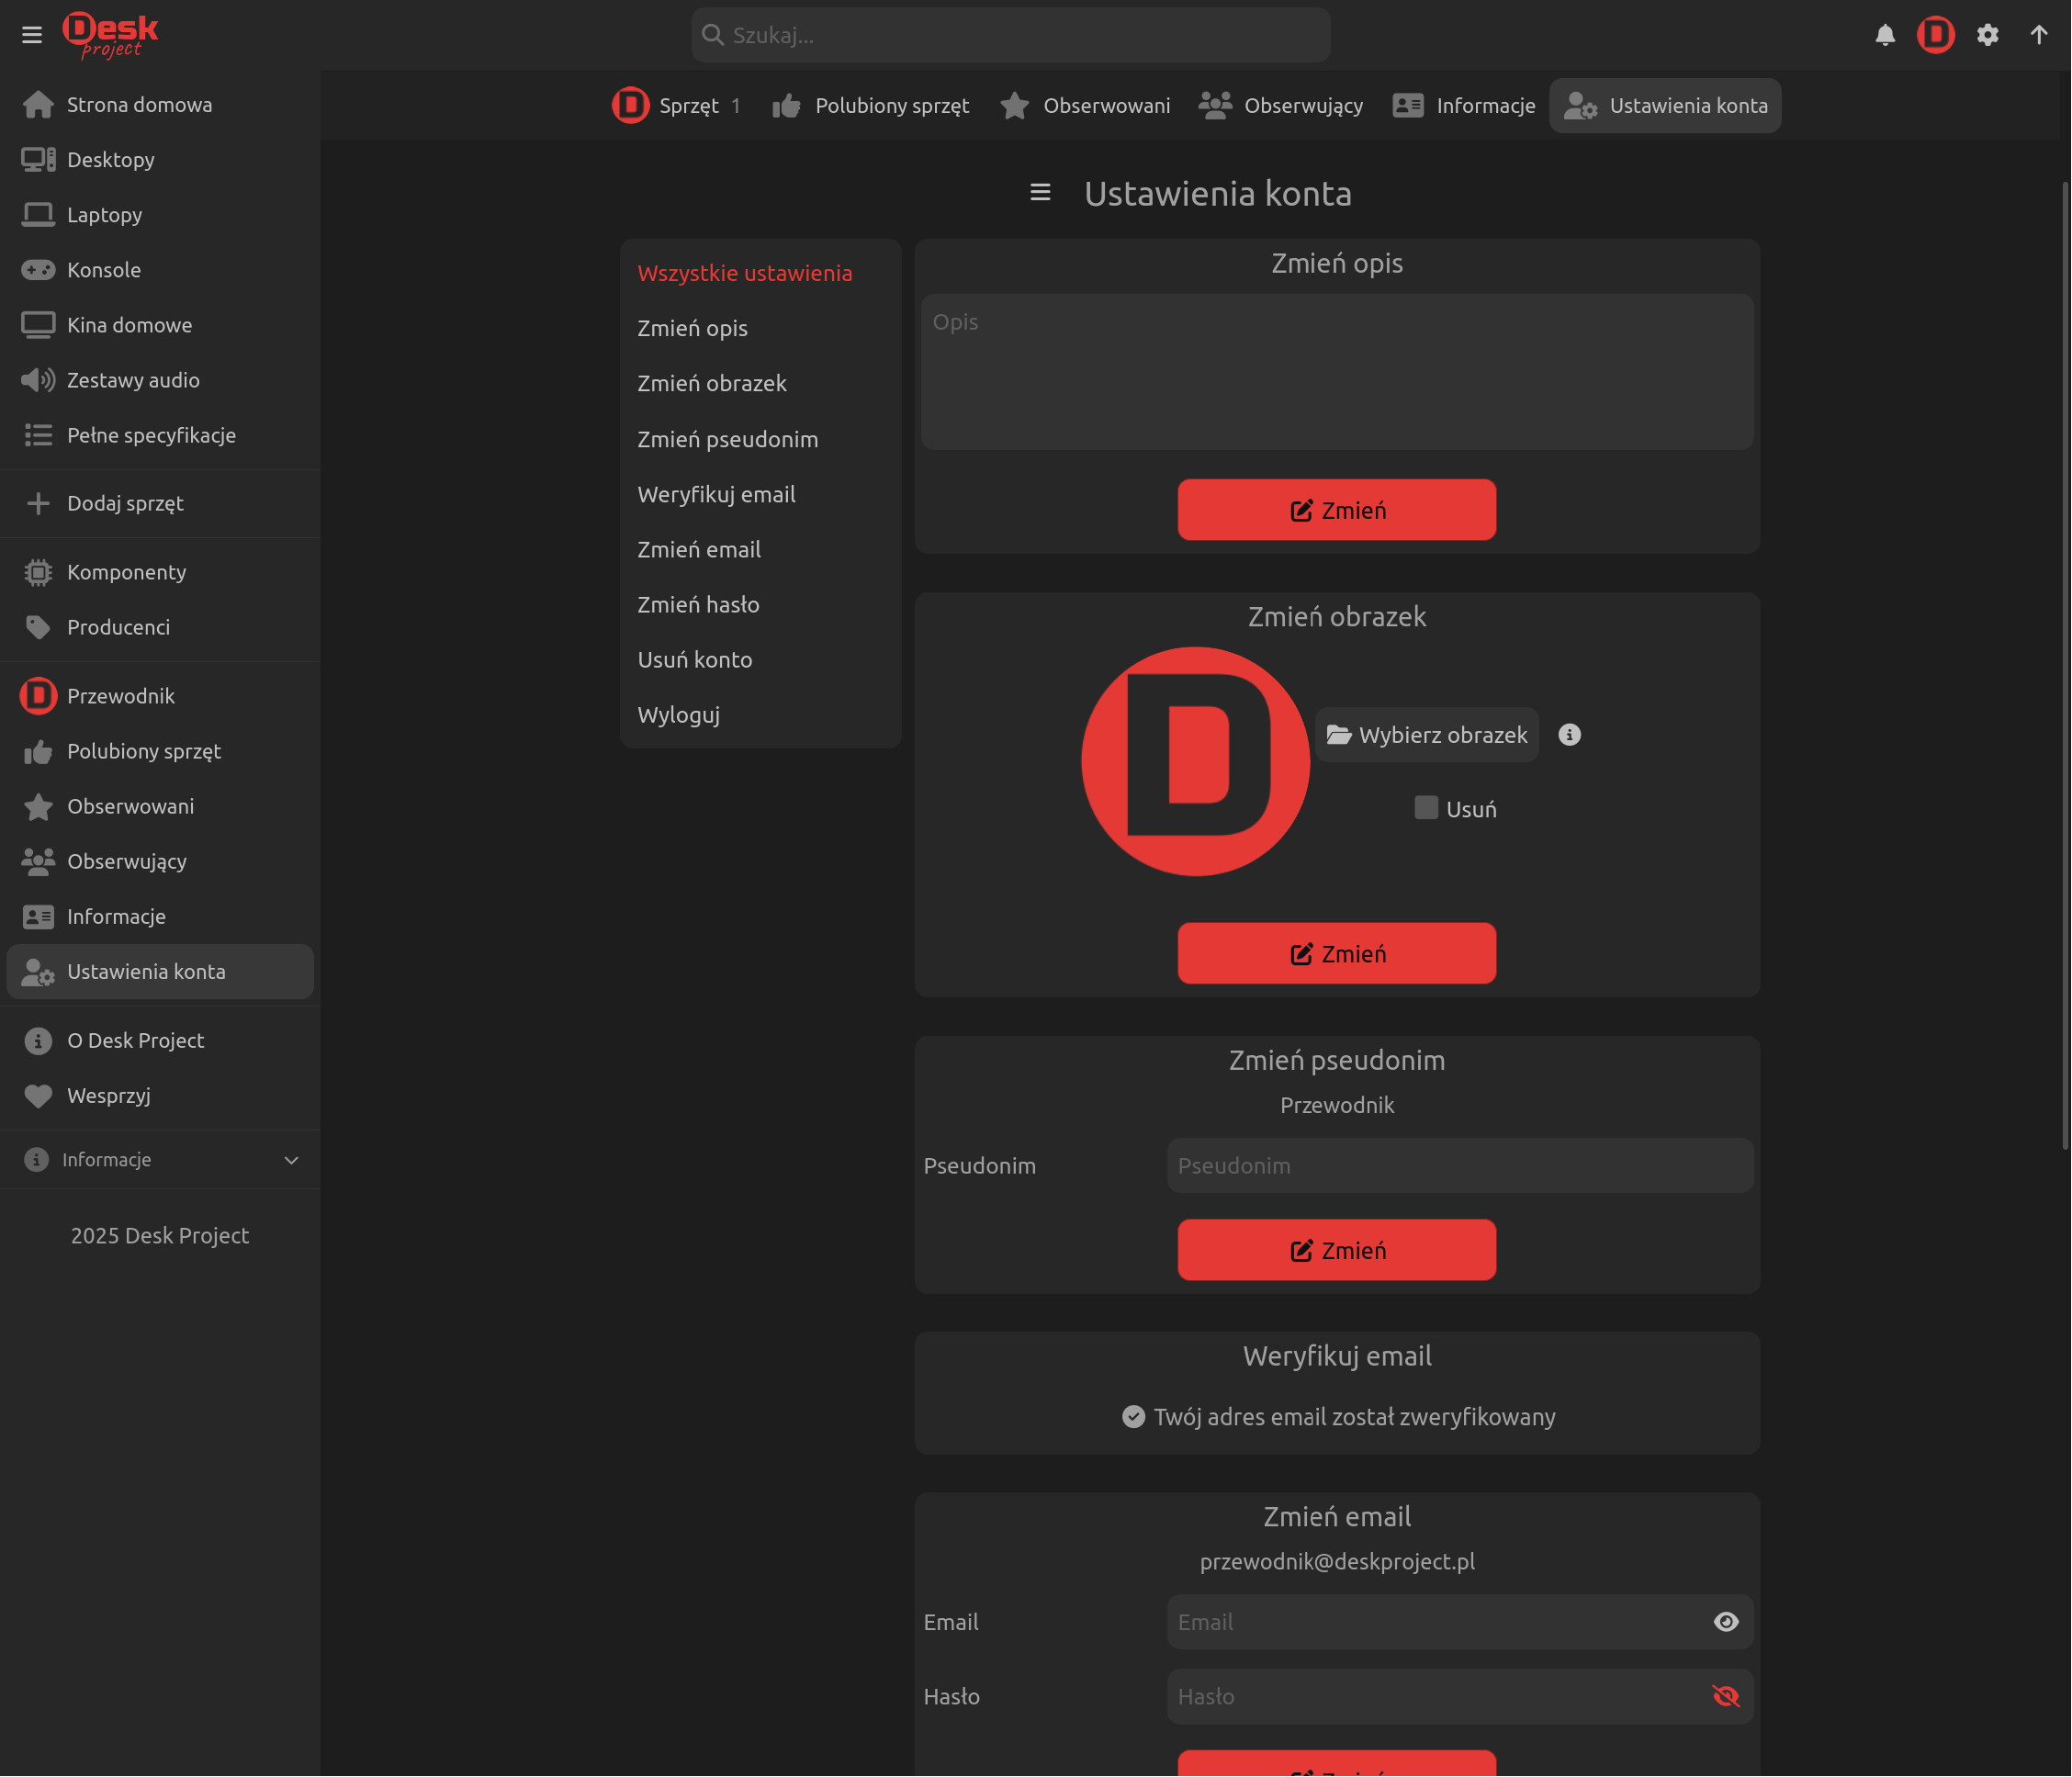 Desk
project
Szukaj...
Strona domowa
Desktopy
Laptopy
Konsole
Kina domowe
Zestawy audio
Pełne specyfikacje
Dodaj sprzęt
Komponenty
Producenci
Przewodnik
Polubiony sprzęt
Obserwowani
Obserwujący
Informacje
Ustawienia konta
O Desk Project
Wesprzyj
Informacje
2025 Desk Project
Sprzęt 1 Polubiony sprzęt Obserwowani Obserwujący Informacje Ustawienia konta
Ustawienia konta
Wszystkie ustawienia
Zmień opis
Zmień obrazek
Zmień pseudonim
Weryfikuj email
Zmień email
Zmień hasło
Usuń konto
Wyloguj
Zmień opis
Opis
Zmień
Zmień obrazek
D
Wybierz obrazek
Usuń
Zmień
Zmień pseudonim
Przewodnik
Pseudonim Pseudonim
Zmień
Weryfikuj email
Twój adres email został zweryfikowany
Zmień email
przewodnik@deskproject.pl
Email Email
Hasło Hasło